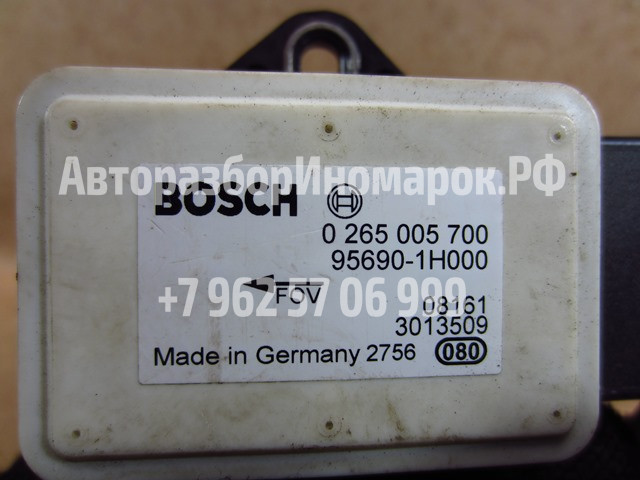 АвторазборИномарок.РФ
BOSCH
0 265 005 700
95690-1H000
FOV
+7 962 57 06 999
08161
3013509
Made in Germany 2756 080